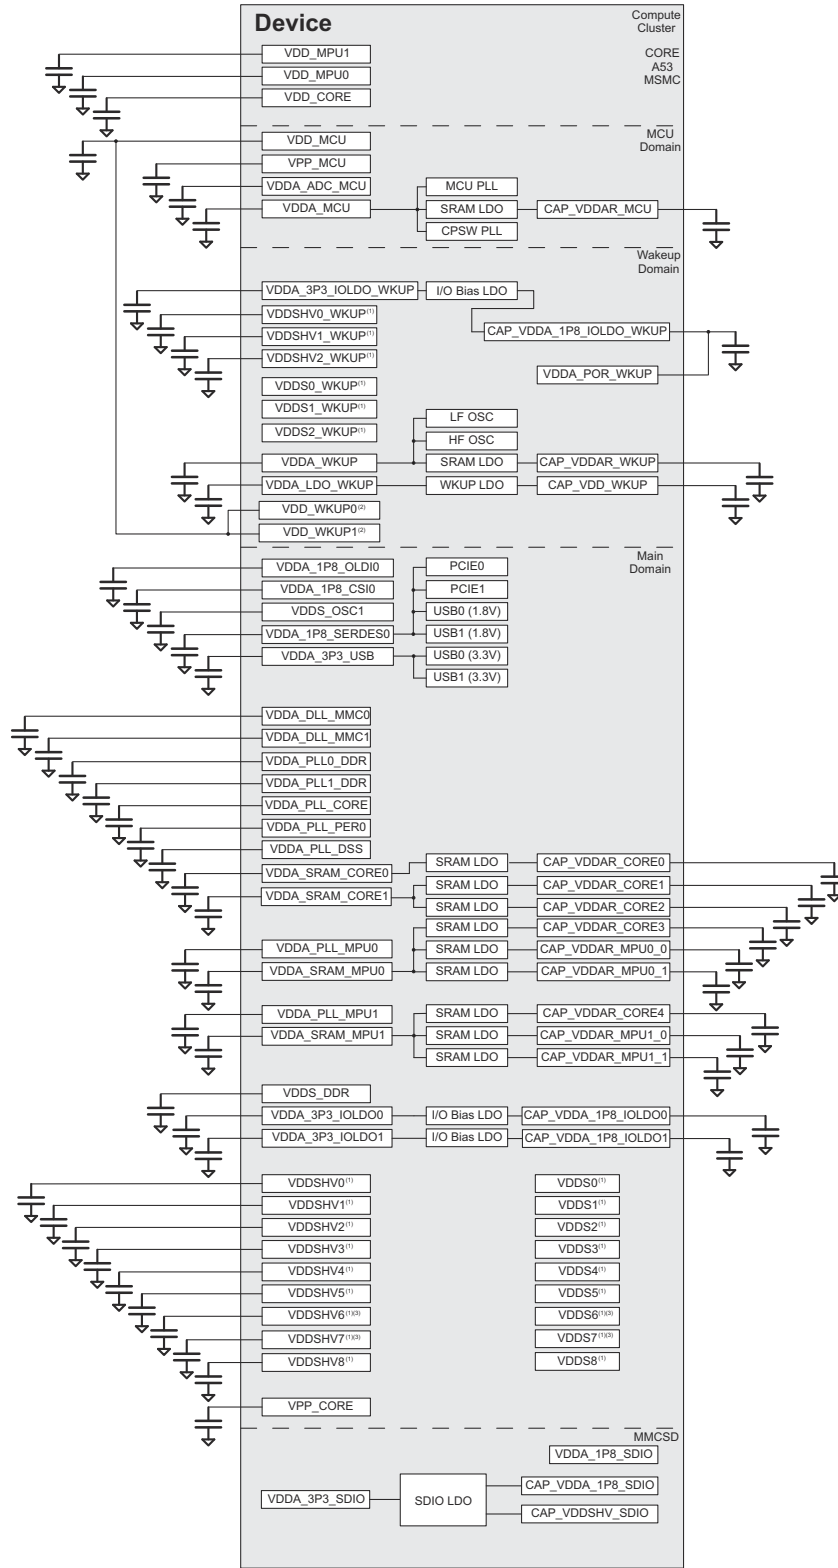 Device
Compute
Cluster
VDD_MPU1
CORE
A53
MSMC
VDD_MPU0
VDD_CORE
MCU
Domain
VDD_MCU
VPP_MCU
VDDA_ADC_MCU
MCU PLL
VDDA_MCU
SRAM LDO
CAP_VDDAR_MCU
CPSW PLL
Wakeup
Domain
VDDA_3P3_IOLDO_WKUP
I/O Bias LDO
VDDSHV0_WKUP(1)
CAP_VDDA_1P8_IOLDO_WKUP
VDDSHV1_WKUP(1)
VDDSHV2_WKUP(1)
VDDA_POR_WKUP
VDDS0_WKUP(1)
VDDS1_WKUP(1)
LF OSC
VDDS2_WKUP(1)
HF OSC
VDDA_WKUP
SRAM LDO
CAP_VDDAR_WKUP
VDDA_LDO_WKUP
WKUP LDO
CAP_VDD_WKUP
VDD_WKUP0(2)
VDD_WKUP1(2)
Main
Domain
VDDA_1P8_OLDI0
PCIE0
VDDA_1P8_CSI0
PCIE1
VDDS_OSC1
USB0 (1.8V)
VDDA_1P8_SERDES0
USB1 (1.8V)
VDDA_3P3_USB
USB0 (3.3V)
USB1 (3.3V)
VDDA_DLL_MMC0
VDDA_DLL_MMC1
VDDA_PLL0_DDR
VDDA_PLL1_DDR
VDDA_PLL_CORE
VDDA_PLL_PER0
VDDA_PLL_DSS
SRAM LDO
CAP_VDDAR_CORE0
VDDA_SRAM_CORE0
SRAM LDO
CAP_VDDAR_CORE1
VDDA_SRAM_CORE1
SRAM LDO
CAP_VDDAR_CORE2
SRAM LDO
CAP_VDDAR_CORE3
VDDA_PLL_MPU0
SRAM LDO
CAP_VDDAR_MPU0_0
VDDA_SRAM_MPU0
SRAM LDO
CAP_VDDAR_MPU0_1
VDDA_PLL_MPU1
SRAM LDO
CAP_VDDAR_CORE4
VDDA_SRAM_MPU1
SRAM LDO
CAP_VDDAR_MPU1_0
SRAM LDO
CAP_VDDAR_MPU1_1
VDDS_DDR
VDDA_3P3_IOLDO0
I/O Bias LDO
CAP_VDDA_1P8_IOLDO0
VDDA_3P3_IOLDO1
I/O Bias LDO
CAP_VDDA_1P8_IOLDO1
VDDSHV0(1)
VDDS0(1)
VDDSHV1(1)
VDDS1(1)
VDDSHV2(1)
VDDS2(1)
VDDSHV3(1)
VDDS3(1)
VDDSHV4(1)
VDDS4(1)
VDDSHV5(1)
VDDS5(1)
VDDSHV6(1)(3)
VDDS6(1)(3)
VDDSHV7(1)(3)
VDDS7(1)(3)
VDDSHV8(1)
VDDS8(1)
VPP_CORE
MMCSD
VDDA_1P8_SDIO
CAP_VDDA_1P8_SDIO
VDDA_3P3_SDIO
SDIO LDO
CAP_VDDSHV_SDIO